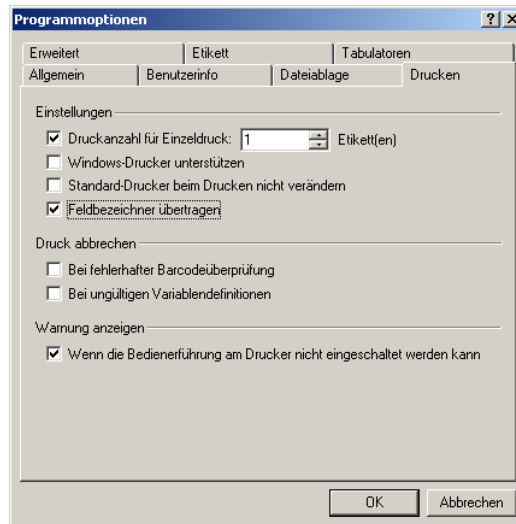 Programmoptionen
Erweitert Etikett Tabulatoren
Allgemein Benutzerinfo Dateiablage Drucken
Einstellungen
Druckanzahl für Einzeldruck: 1 Etikett(en)
Windows-Drucker unterstützen
Standard-Drucker beim Drucken nicht verändern
Feldbezeichner übertragen
Druck abbrechen
Bei fehlerhafter Barcodeüberprüfung
Bei ungültigen Variablendefinitionen
Warnung anzeigen
Wenn die Bedienerführung am Drucker nicht eingeschaltet werden kann
OK Abbrechen